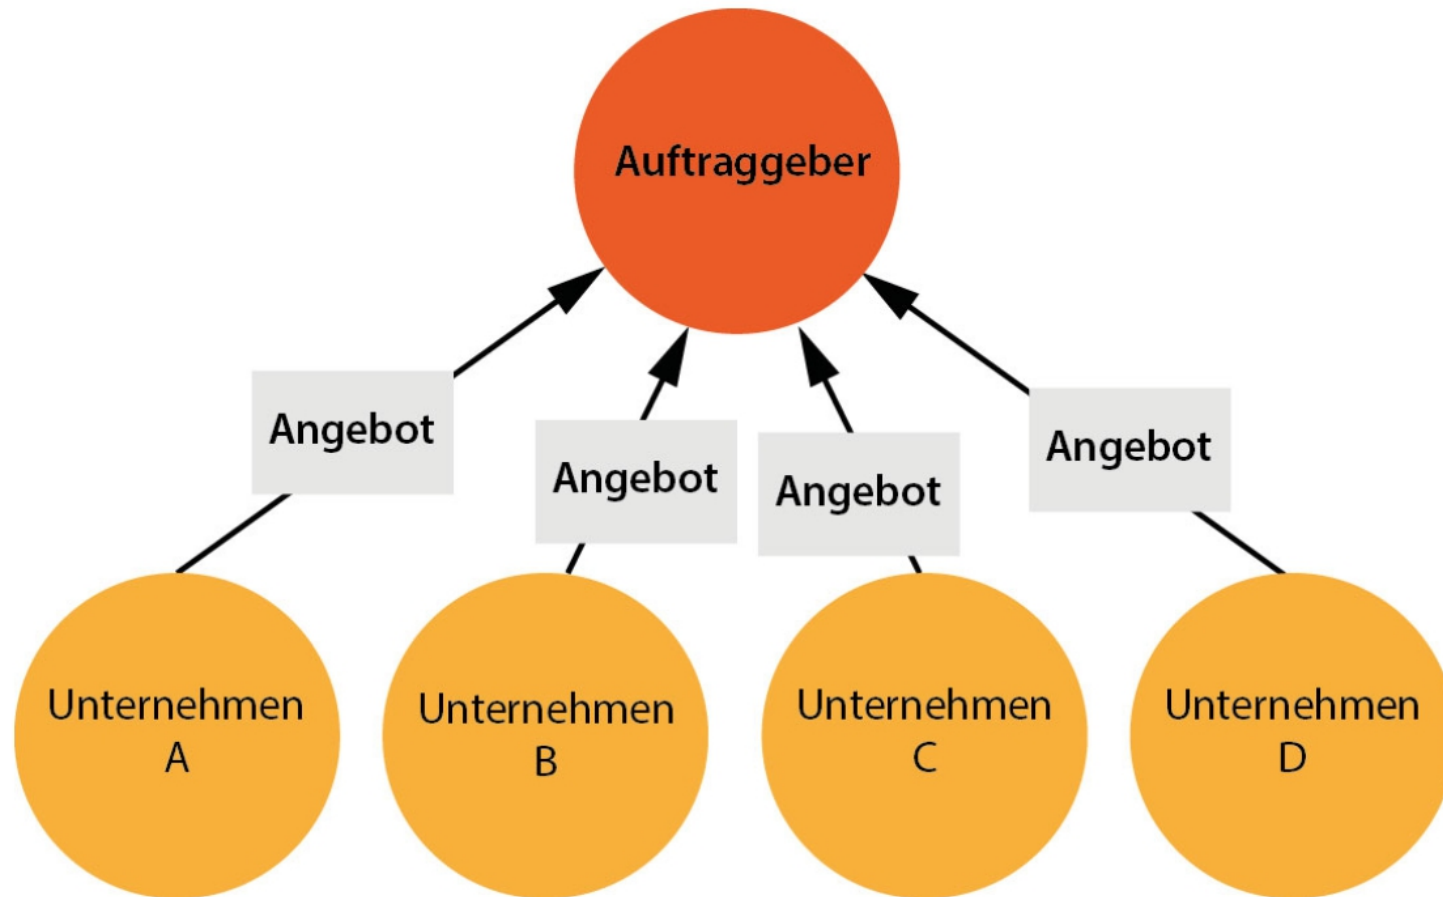 Auftraggeber
Angebot
Angebot
Angebot
Angebot
Unternehmen
A
Unternehmen
B
Unternehmen
C
Unternehmen
D